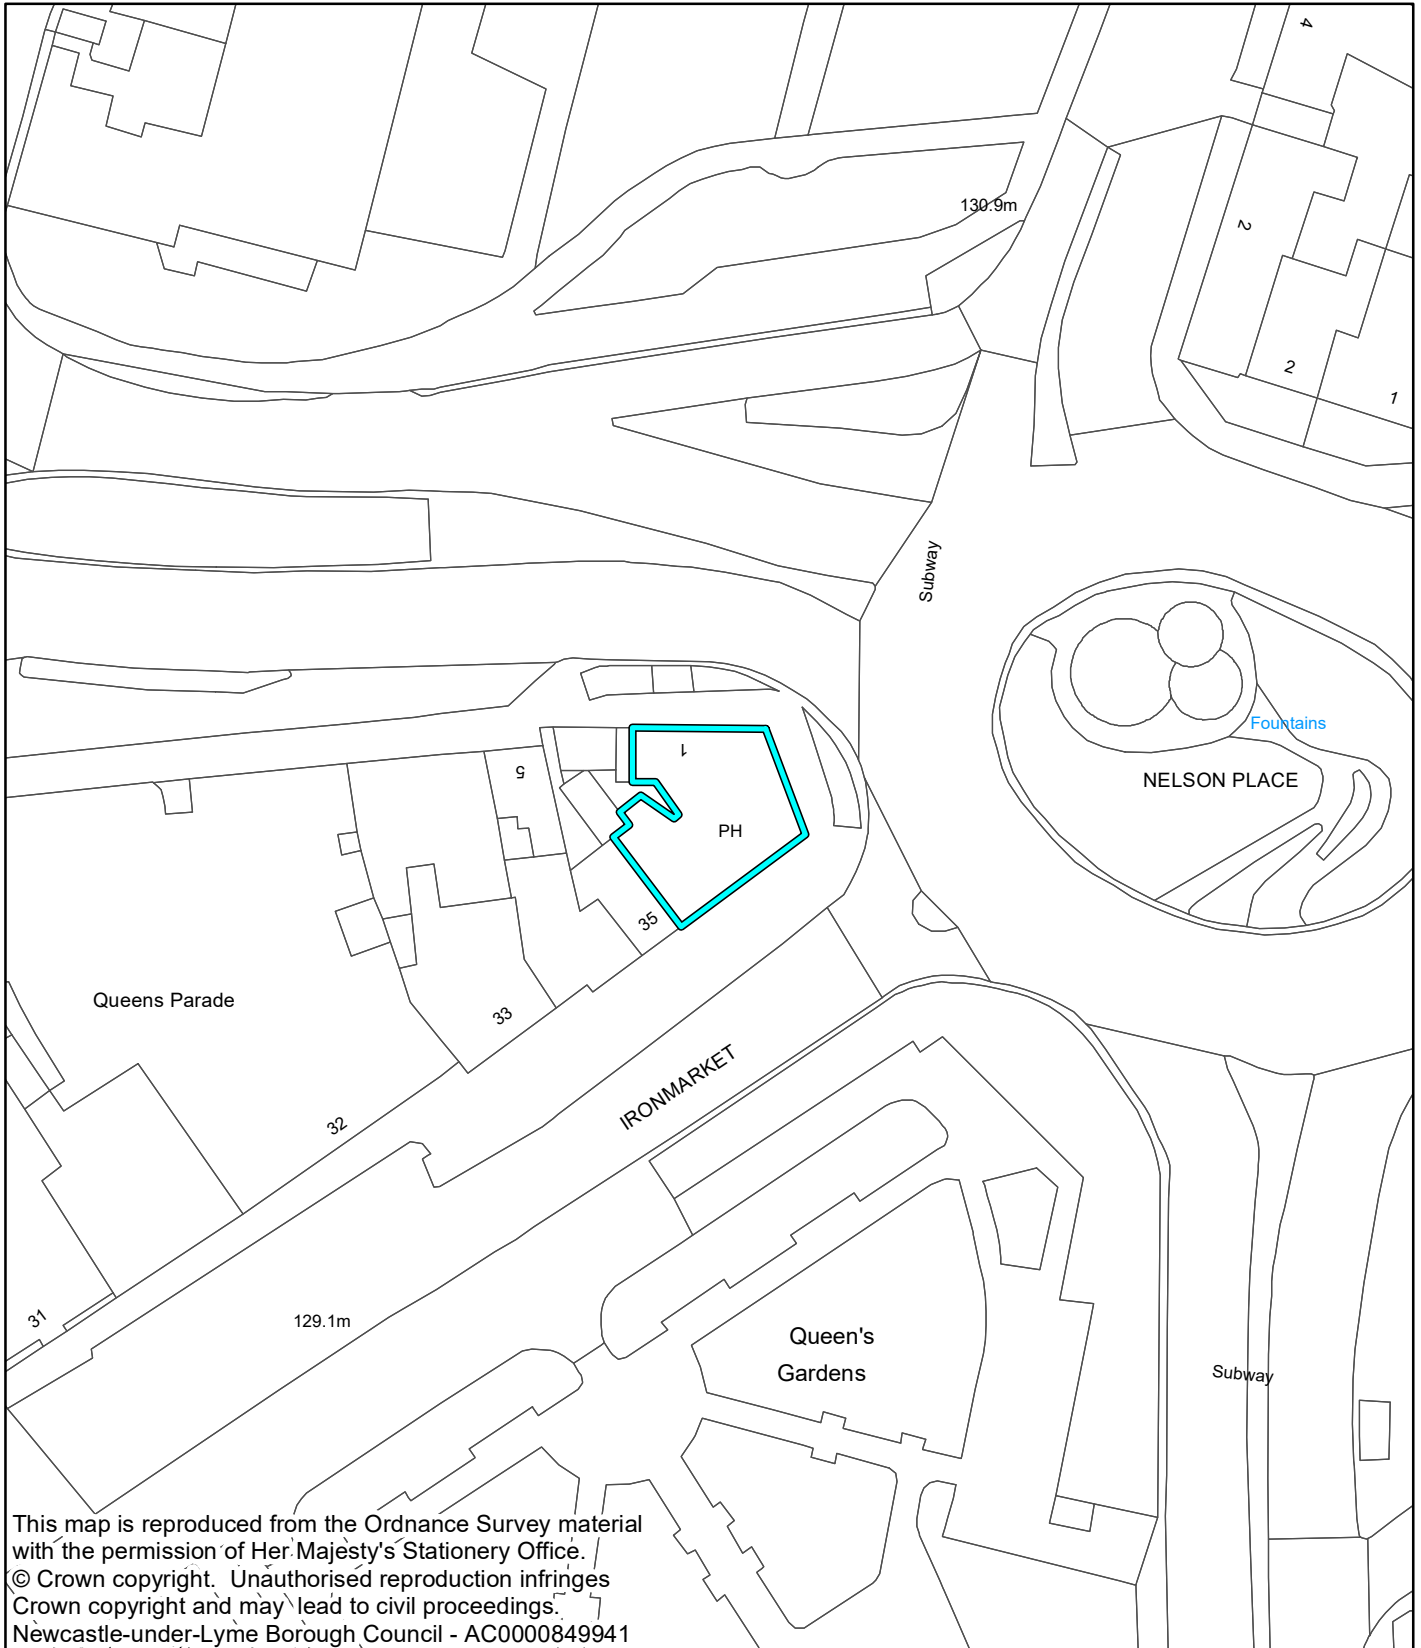 4
130.9m
2
2
1
Subway
Fountains
1
5
NELSON PLACE
PH
35
Queens Parade
33
IRONMARKET
32
31
129.1m
Queen's
Gardens
Subway
This map is reproduced from the Ordnance Survey material
with the permission of Her Majesty's Stationery Office.
© Crown copyright. Unauthorised reproduction infringes
Crown copyright and may lead to civil proceedings.
Newcastle-under-Lyme Borough Council - AC0000849941